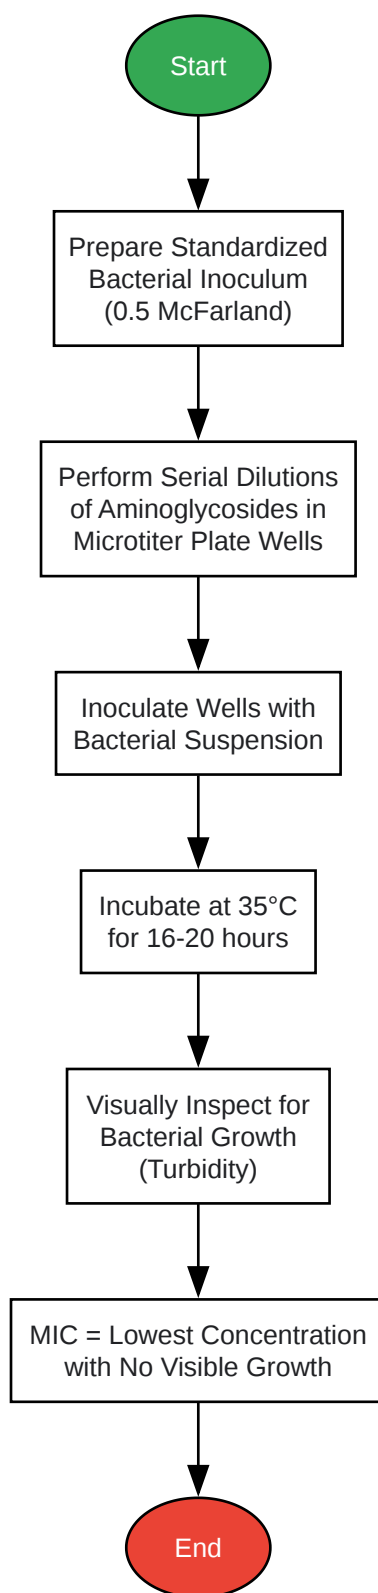 Start
Prepare Standardized
Bacterial Inoculum
(0.5 McFarland)
Perform Serial Dilutions
of Aminoglycosides in
Microtiter Plate Wells
Inoculate Wells with
Bacterial Suspension
Incubate at 35°C
for 16-20 hours
Visually Inspect for
Bacterial Growth
(Turbidity)
MIC = Lowest Concentration
with No Visible Growth
End